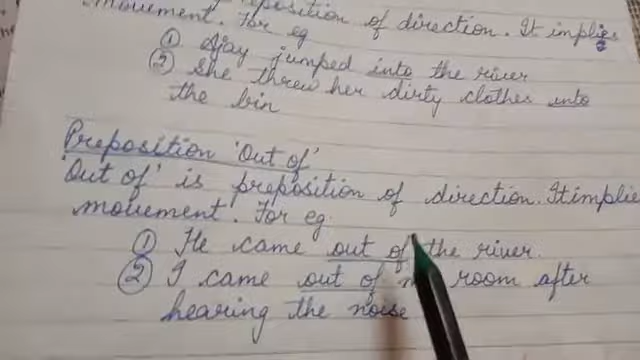 preposition of direction. It implies
movement. For eg
① Ajay jumped into the river
② She threw her dirty clothes into
the bin
Preposition 'Out of'
'Out of' is preposition of direction. It implie
movement. For eg.
① He came out of the river.
② I came out of room after
hearing the noise